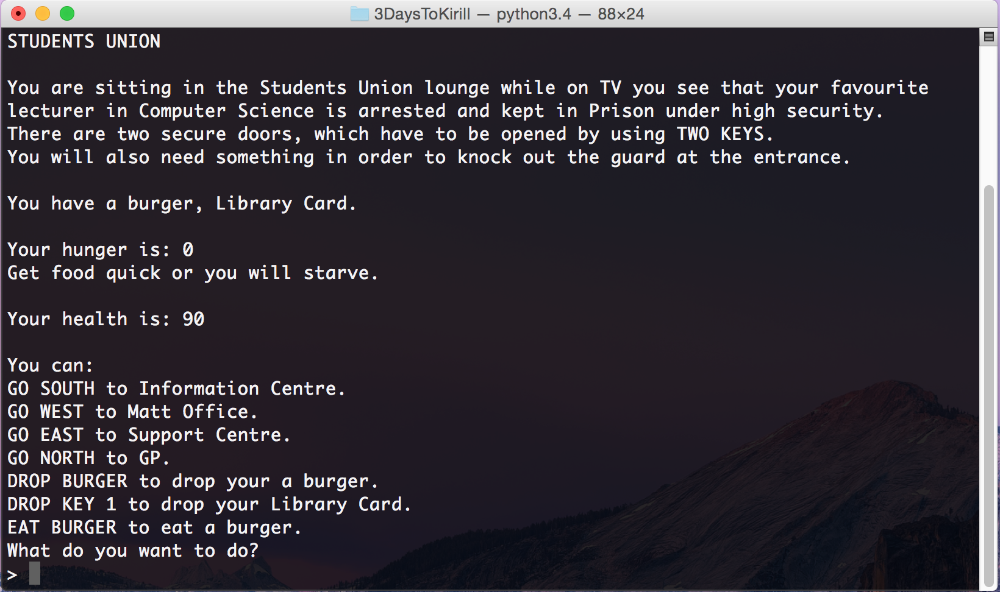 3DaysToKirill — python3.4 — 88×24
STUDENTS UNION
You are sitting in the Students Union lounge while on TV you see that your favourite
lecturer in Computer Science is arrested and kept in Prison under high security.
There are two secure doors, which have to be opened by using TWO KEYS.
You will also need something in order to knock out the guard at the entrance.
You have a burger, Library Card.
Your hunger is: 0
Get food quick or you will starve.
Your health is: 90
You can:
GO SOUTH to Information Centre.
GO WEST to Matt Office.
GO EAST to Support Centre.
GO NORTH to GP.
DROP BURGER to drop your a burger.
DROP KEY 1 to drop your Library Card.
EAT BURGER to eat a burger.
What do you want to do?
>